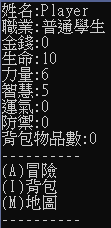 姓名:Player
職業:普通學生
金錢:0
生命:10
力量:6
智慧:5
運氣:0
防禦:0
背包物品數:0
----------
(A)冒險
(I)背包
(M)地圖
----------